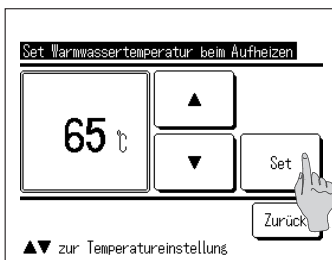 Set Warmwassertemperatur beim Aufheizen
▲
65 ℃
▼
Set
Zurück
▲▼ zur Temperatureinstellung